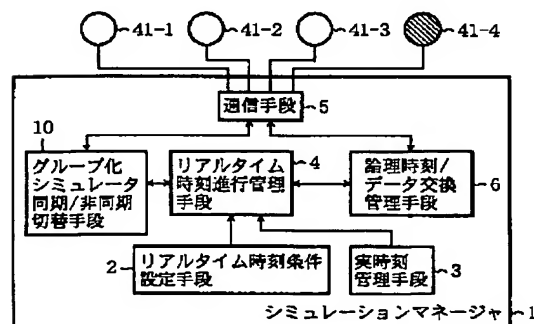 41-1
41-2
41-3
41-4
通信手段
5
10
グループ化
シミュレータ
同期/非同期
切替手段
リアルタイム
時刻進行管理
手段
4
論理時刻/
データ交換
管理手段
6
2
リアルタイム時刻条件
設定手段
実時刻
管理手段
3
シミュレーションマネージャ
1